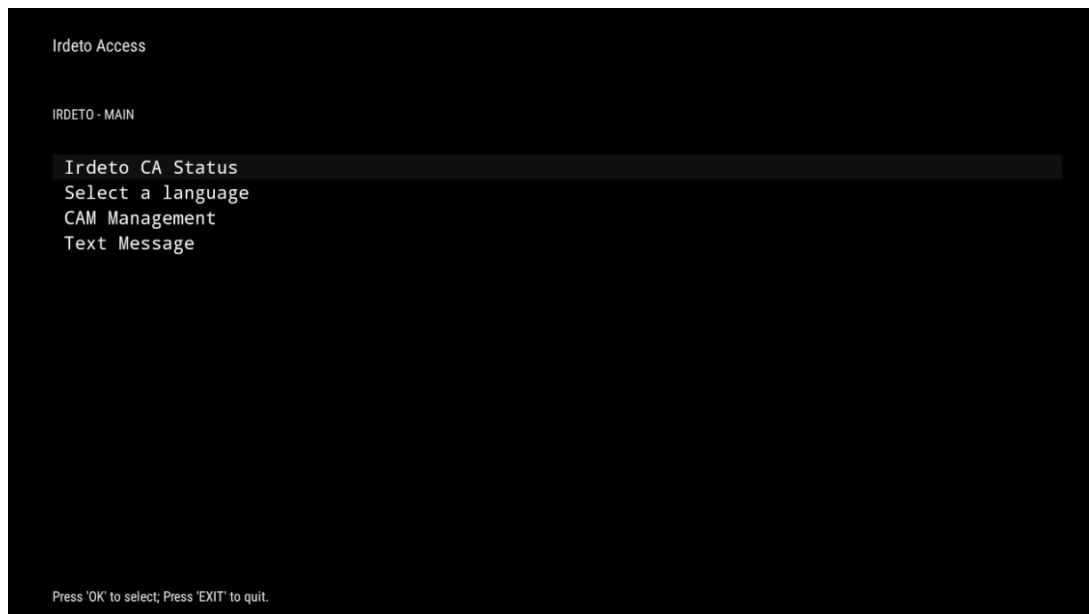 Irdeto Access
IRDETO - MAIN
Irdeto CA Status
Select a language
CAM Management
Text Message
Press 'OK' to select; Press 'EXIT' to quit.